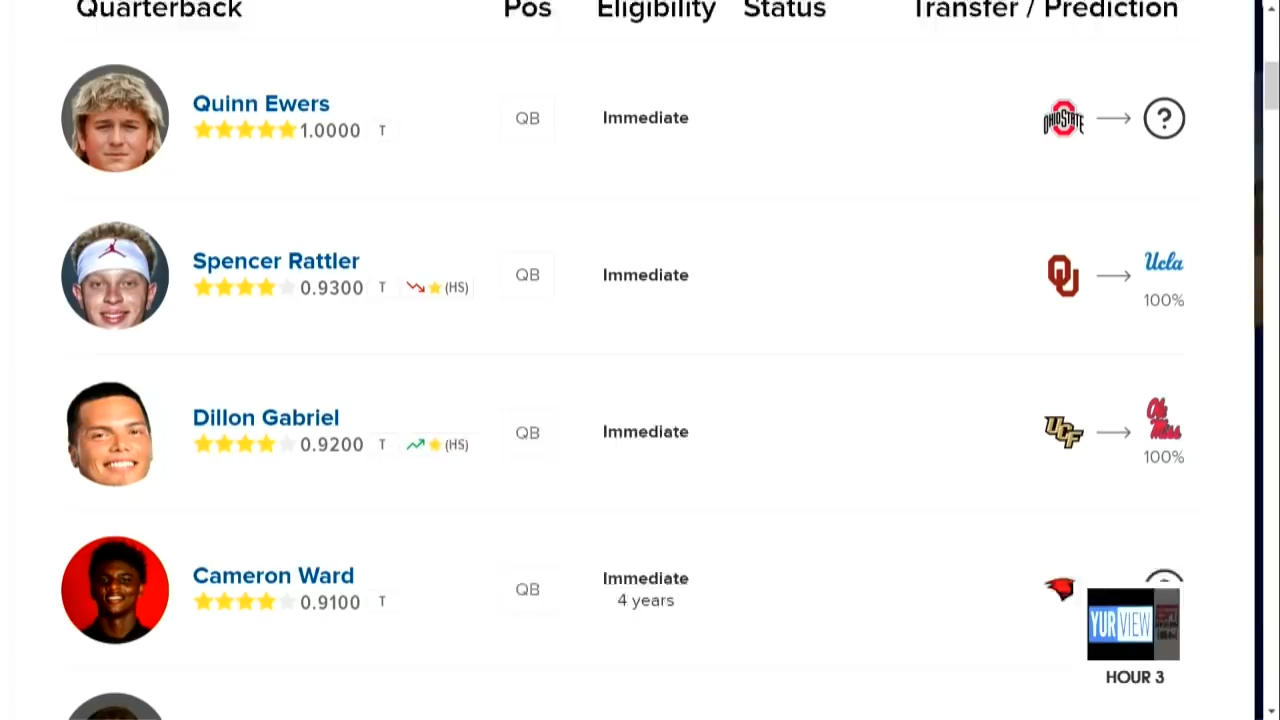 Quarterback Pos Eligibility Status Transfer / Prediction
Quinn Ewers
1.0000 T QB Immediate OHIO STATE ?
Spencer Rattler
0.9300 T (HS) QB Immediate OU Ucla
100%
Dillon Gabriel
0.9200 T (HS) QB Immediate UCF Ole Miss
100%
Cameron Ward
0.9100 T QB Immediate
4 years
YURVIEW
HOUR 3